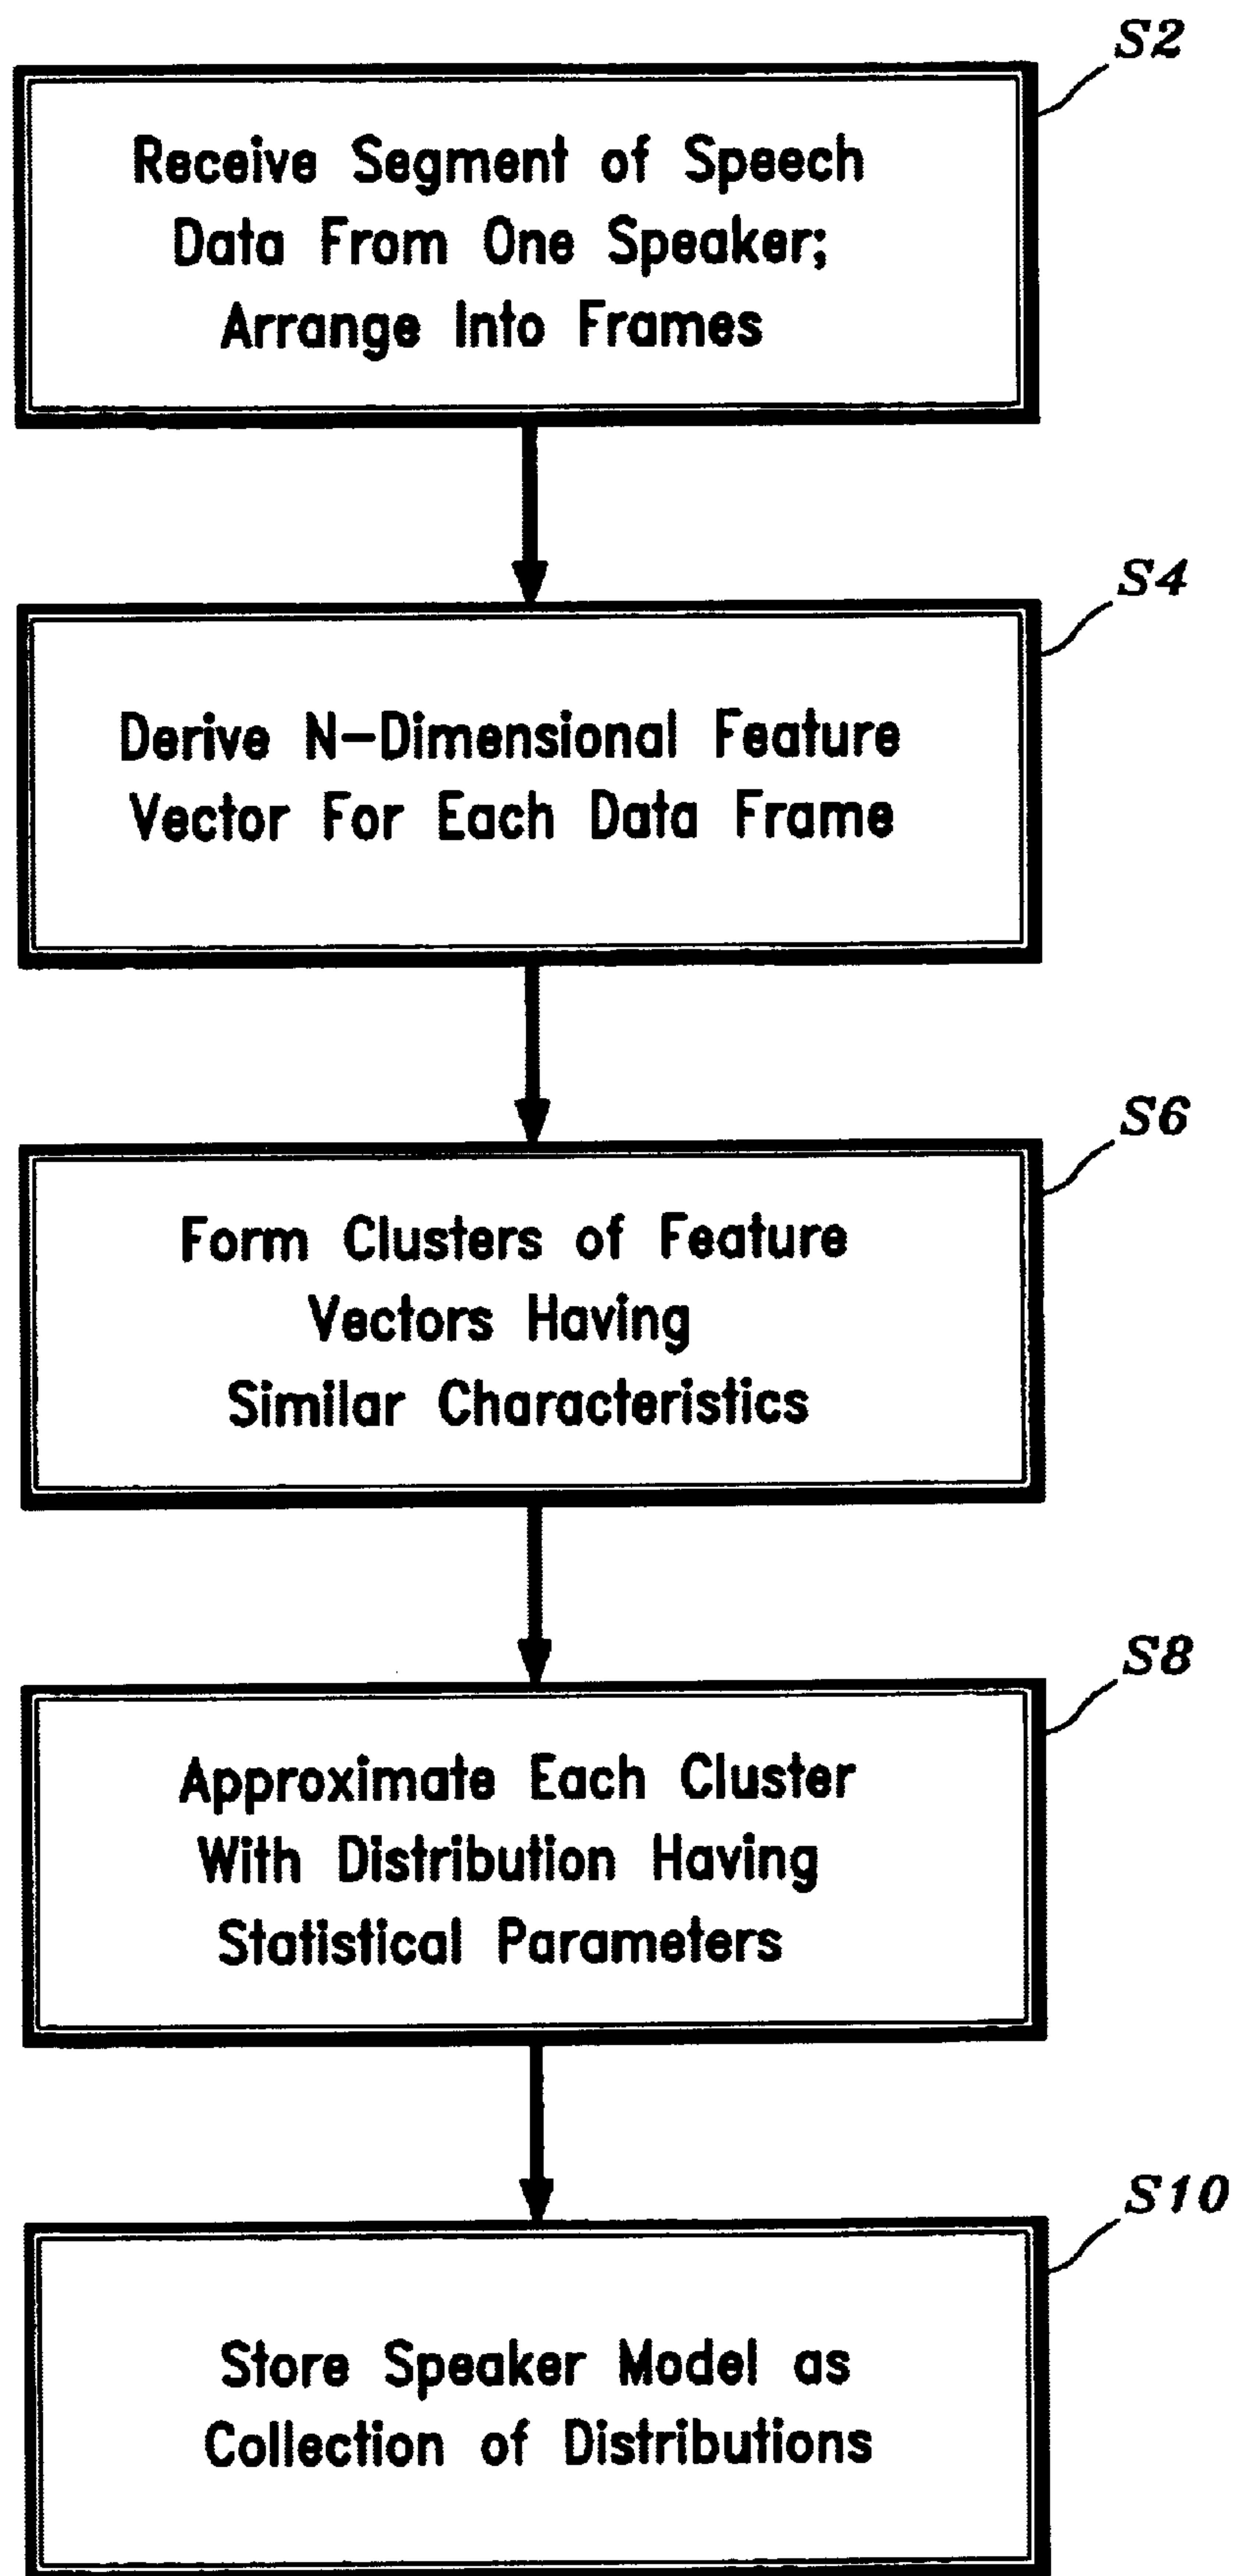 S2
Receive Segment of Speech
Data From One Speaker;
Arrange Into Frames
S4
Derive N-Dimensional Feature
Vector For Each Data Frame
S6
Form Clusters of Feature
Vectors Having
Similar Characteristics
S8
Approximate Each Cluster
With Distribution Having
Statistical Parameters
S10
Store Speaker Model as
Collection of Distributions